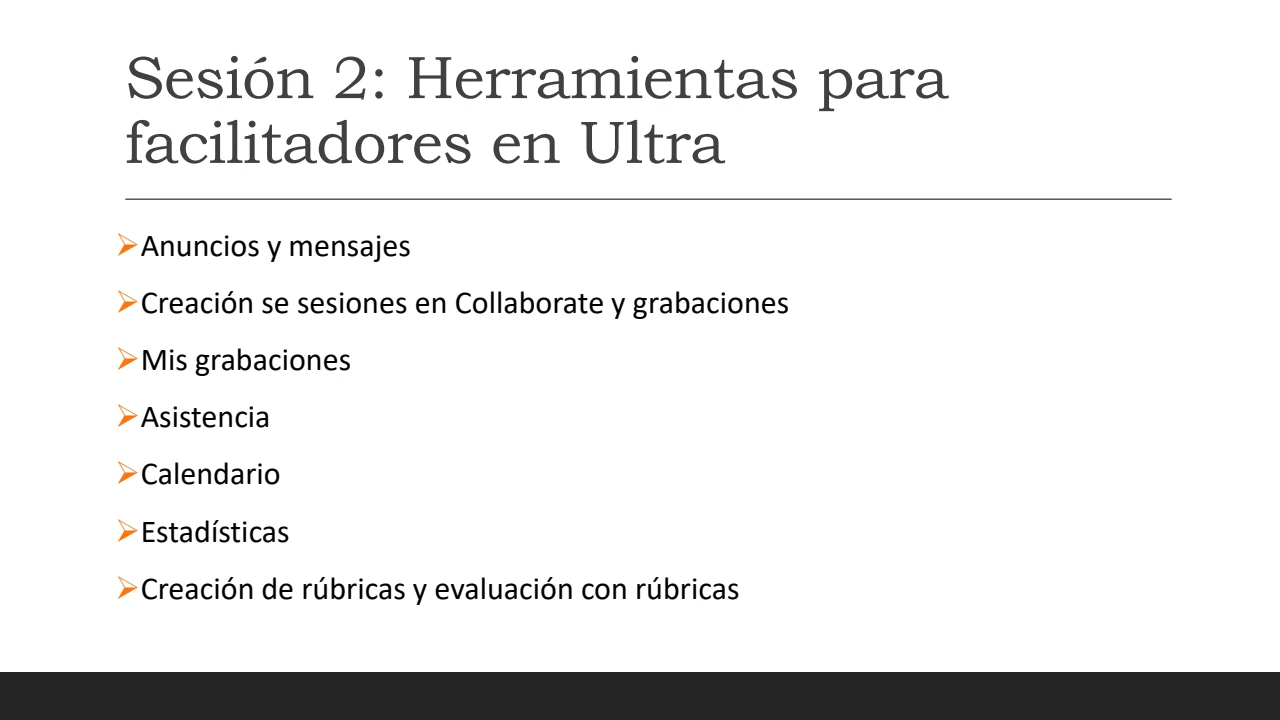 Sesión 2: Herramientas para
facilitadores en Ultra
Anuncios y mensajes
Creación se sesiones en Collaborate y grabaciones
Mis grabaciones
Asistencia
Calendario
Estadísticas
Creación de rúbricas y evaluación con rúbricas